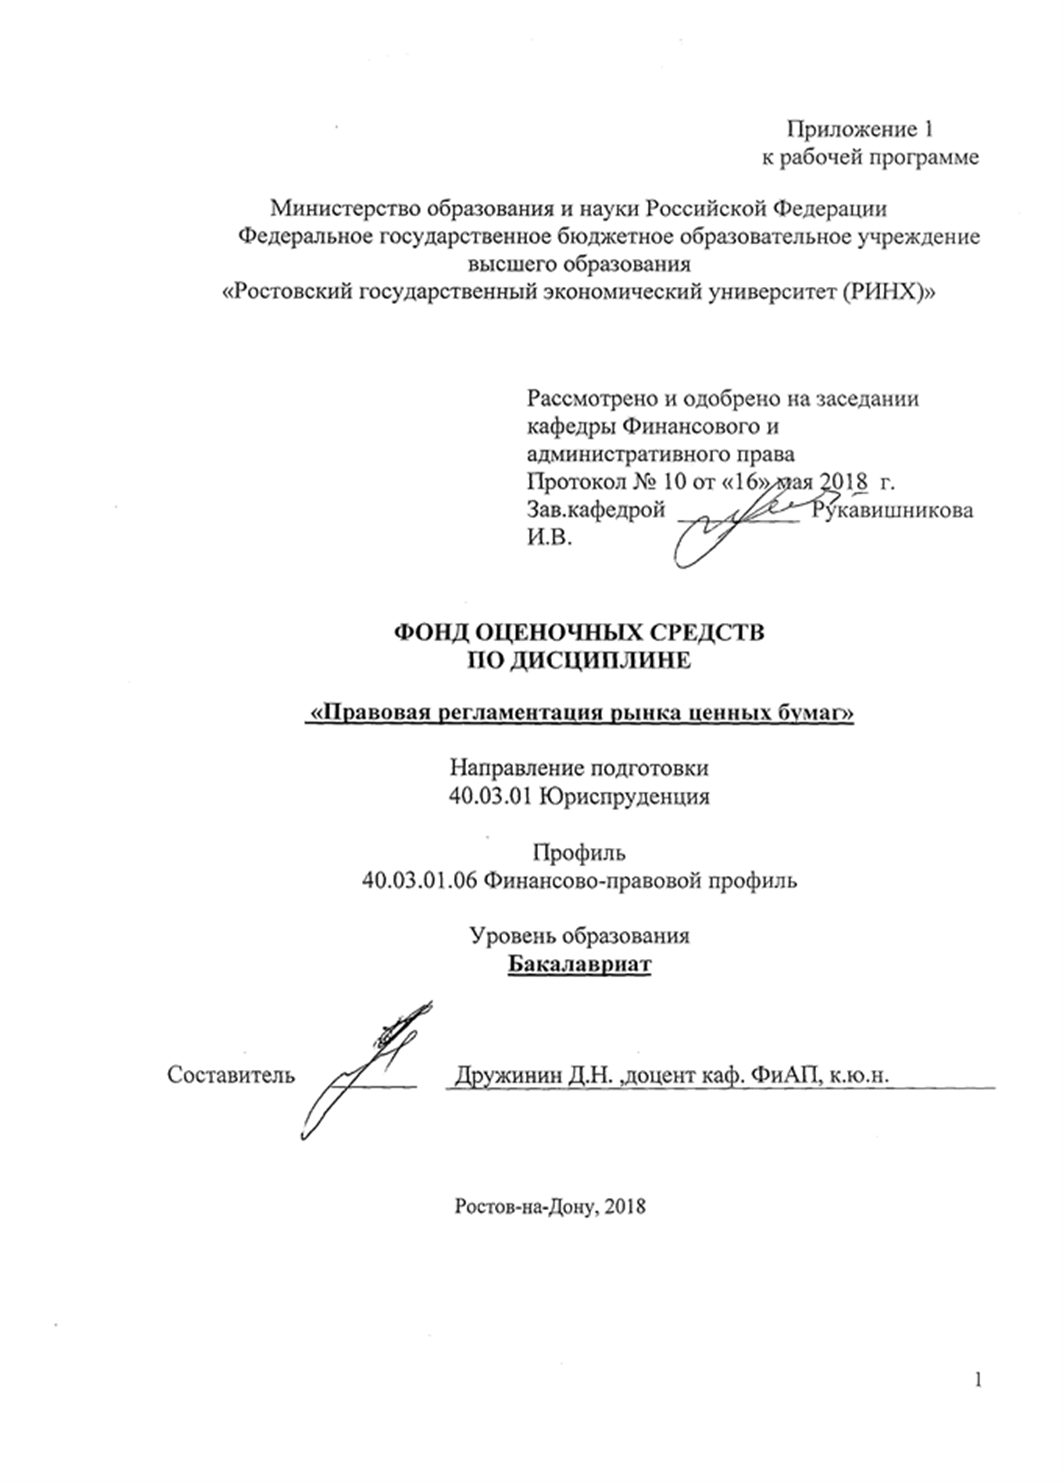 Приложение 1
к рабочей программе
Министерство образования и науки Российской Федерации
Федеральное государственное бюджетное образовательное учреждение
высшего образования
«Ростовский государственный экономический университет (РИНХ)»
Рассмотрено и одобрено на заседании
кафедры Финансового и
административного права
Протокол № 10 от «16» мая 2018 г.
Зав.кафедрой __________ Рукавишникова
И.В.
ФОНД ОЦЕНОЧНЫХ СРЕДСТВ
ПО ДИСЦИПЛИНЕ
«Правовая регламентация рынка ценных бумаг»
Направление подготовки
40.03.01 Юриспруденция
Профиль
40.03.01.06 Финансово-правовой профиль
Уровень образования
Бакалавриат
Составитель _______ Дружинин Д.Н. ,доцент каф. ФиАП, к.ю.н.
Ростов-на-Дону, 2018
1